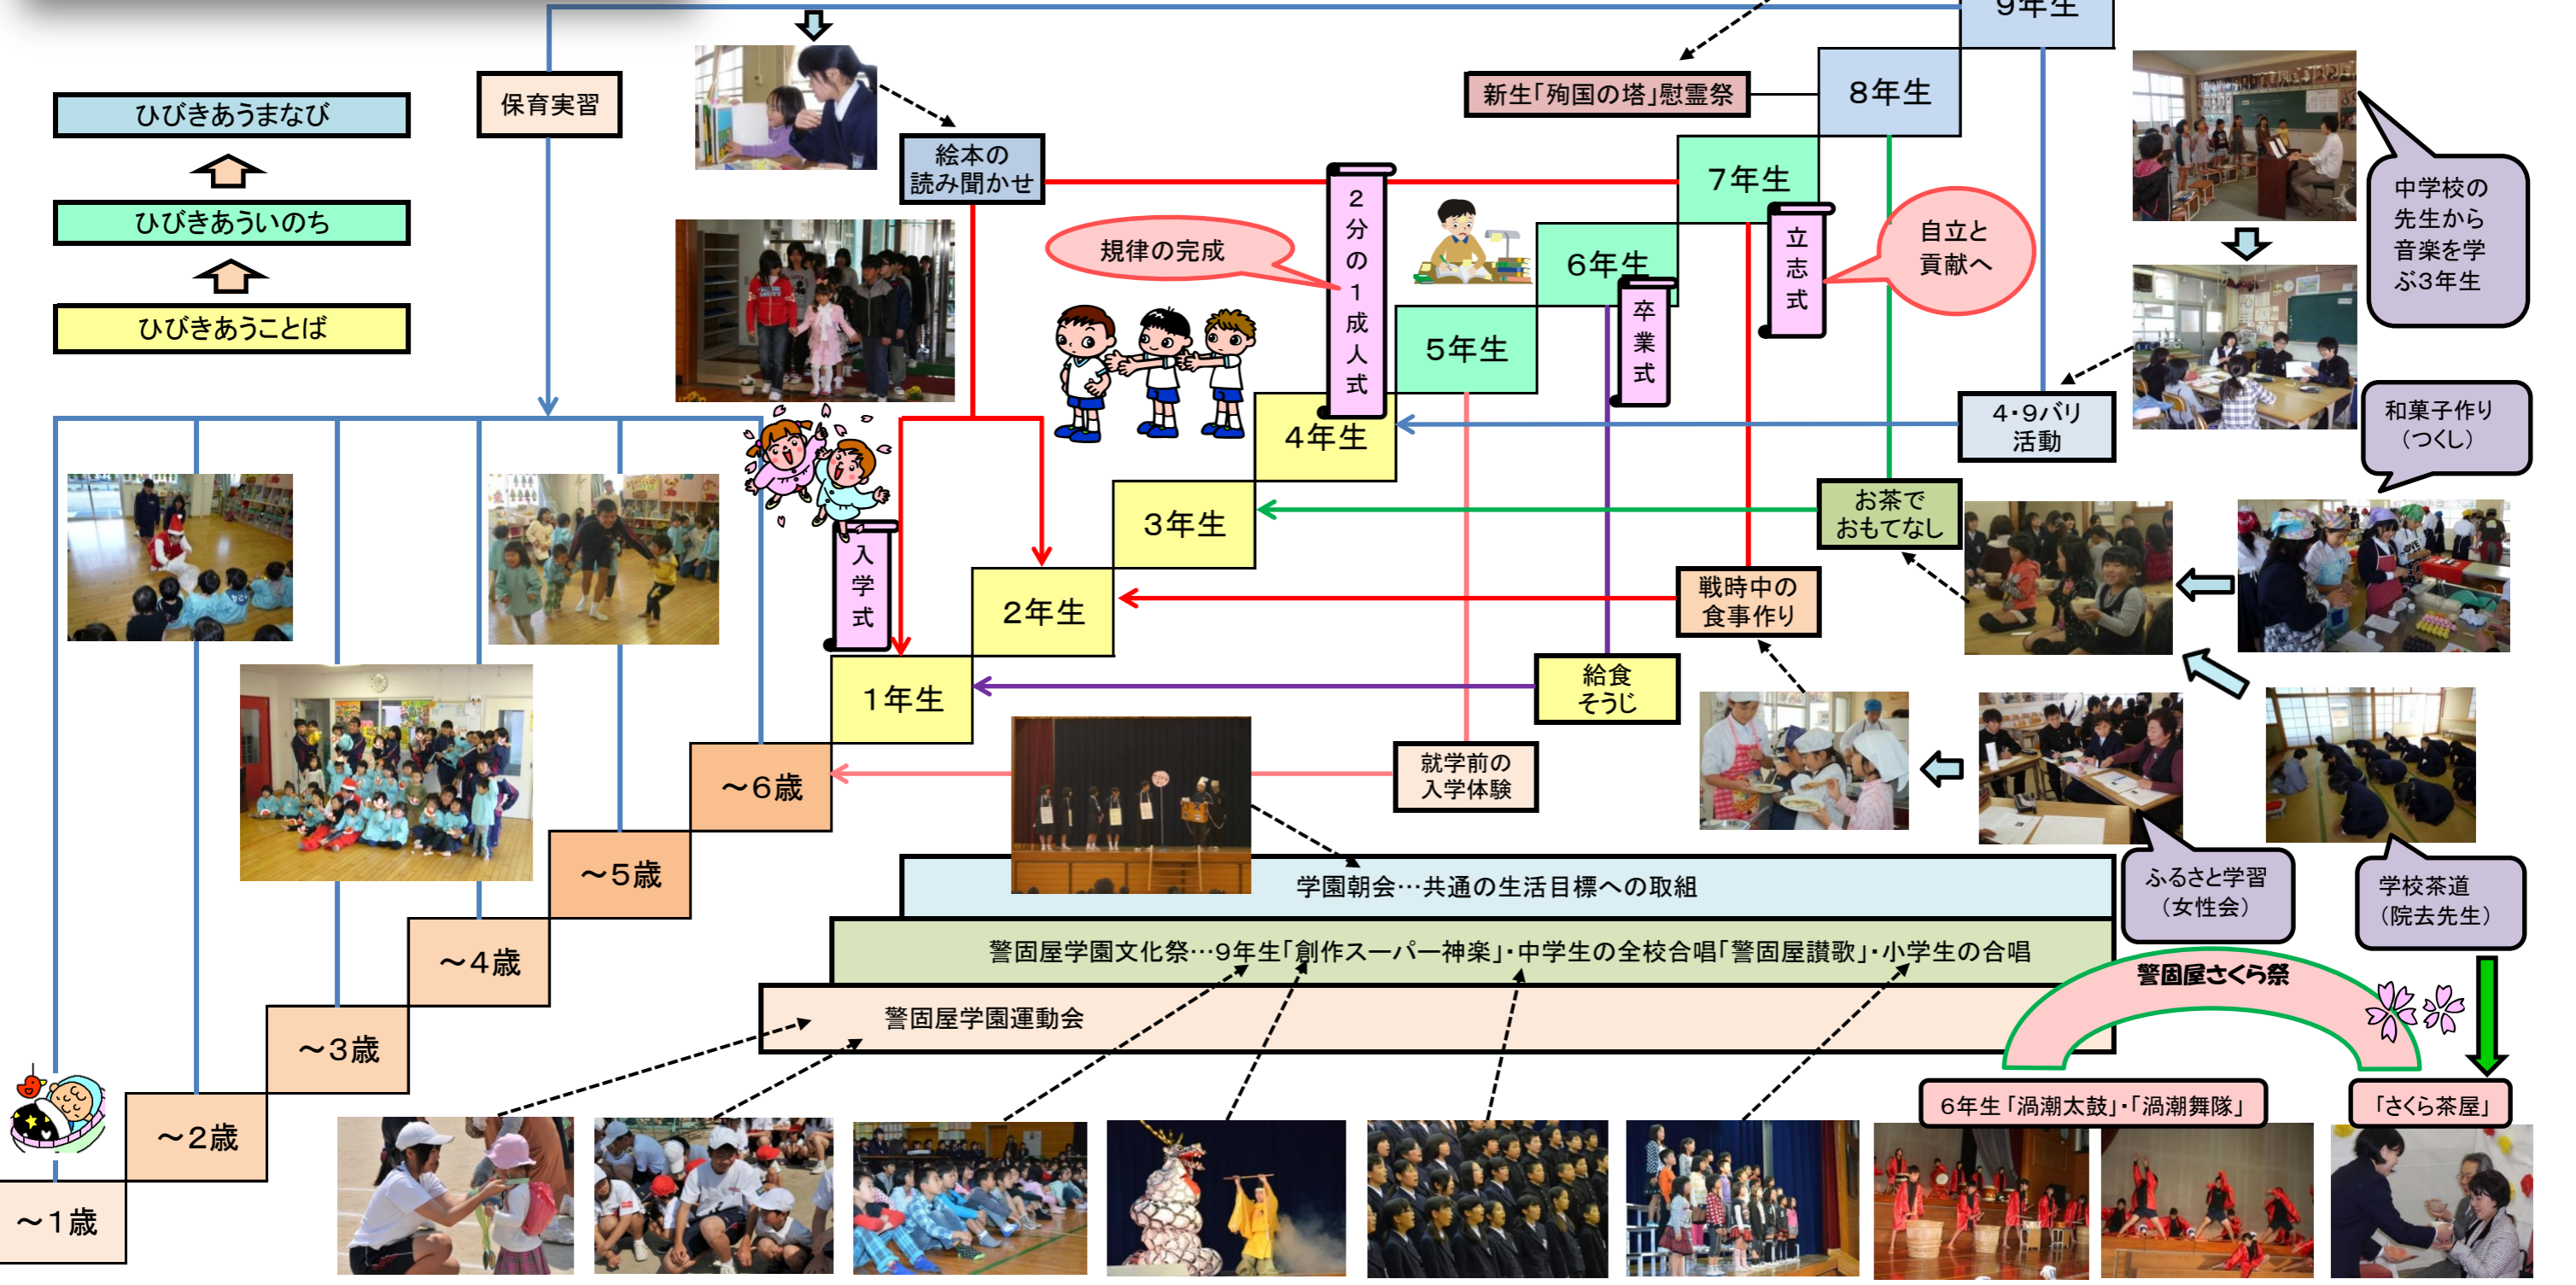 9年生
8年生
新生「殉国の塔」慰霊祭
保育実習
ひびきあうまなび
ひびきあういのち
ひびきあうことば
絵本の
読み聞かせ
7年生
2分の1成人式
規律の完成
立志式
自立と
貢献へ
6年生
卒業式
5年生
4年生
中学校の
先生から
音楽を学
ぶ3年生
4・9バリ
活動
和菓子作り
（つくし）
3年生
お茶で
おもてなし
入学式
2年生
戦時中の
食事作り
1年生
給食
そうじ
～6歳
就学前の
入学体験
～5歳
～4歳
～3歳
～2歳
～1歳
学園朝会…共通の生活目標への取組
警固屋学園文化祭…9年生「創作スーパー神楽」・中学生の全校合唱「警固屋讃歌」・小学生の合唱
警固屋学園運動会
ふるさと学習
（女性会）
学校茶道
（院去先生）
警固屋さくら祭
6年生「渦潮太鼓」・「渦潮舞隊」
「さくら茶屋」